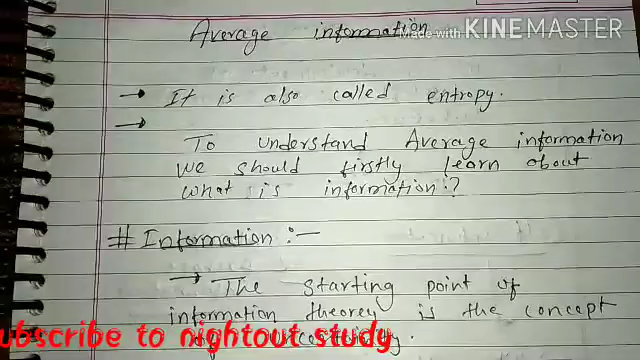 Average information
Made with KINEMASTER
→ It is also called entropy.
→
To understand Average information
we should firstly learn about
what is information:?
# Information :-
→ The starting point of
information theorey is the concept
ubscribe to nightout study